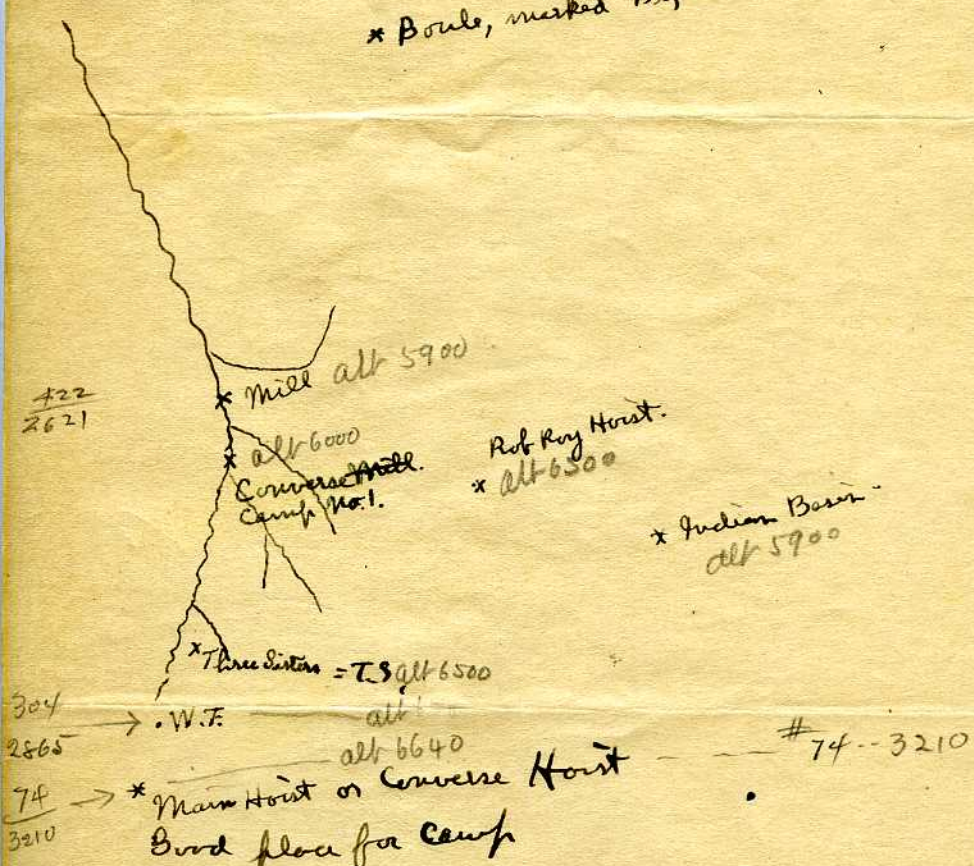 * Boule, marked
* Mill alt 5900
422
2621
alt 6000
* Converse Mill.
Camp No.1.
Rob Roy Hoist.
* alt 6500
* Indian Basin.
alt 5900
* Three Sisters = T.S alt 6500
304
2865
→ . W.F. alt
alt 6640
#74--3210
74
3210
→ * Main Hoist or Converse Hoist
Good place for camp